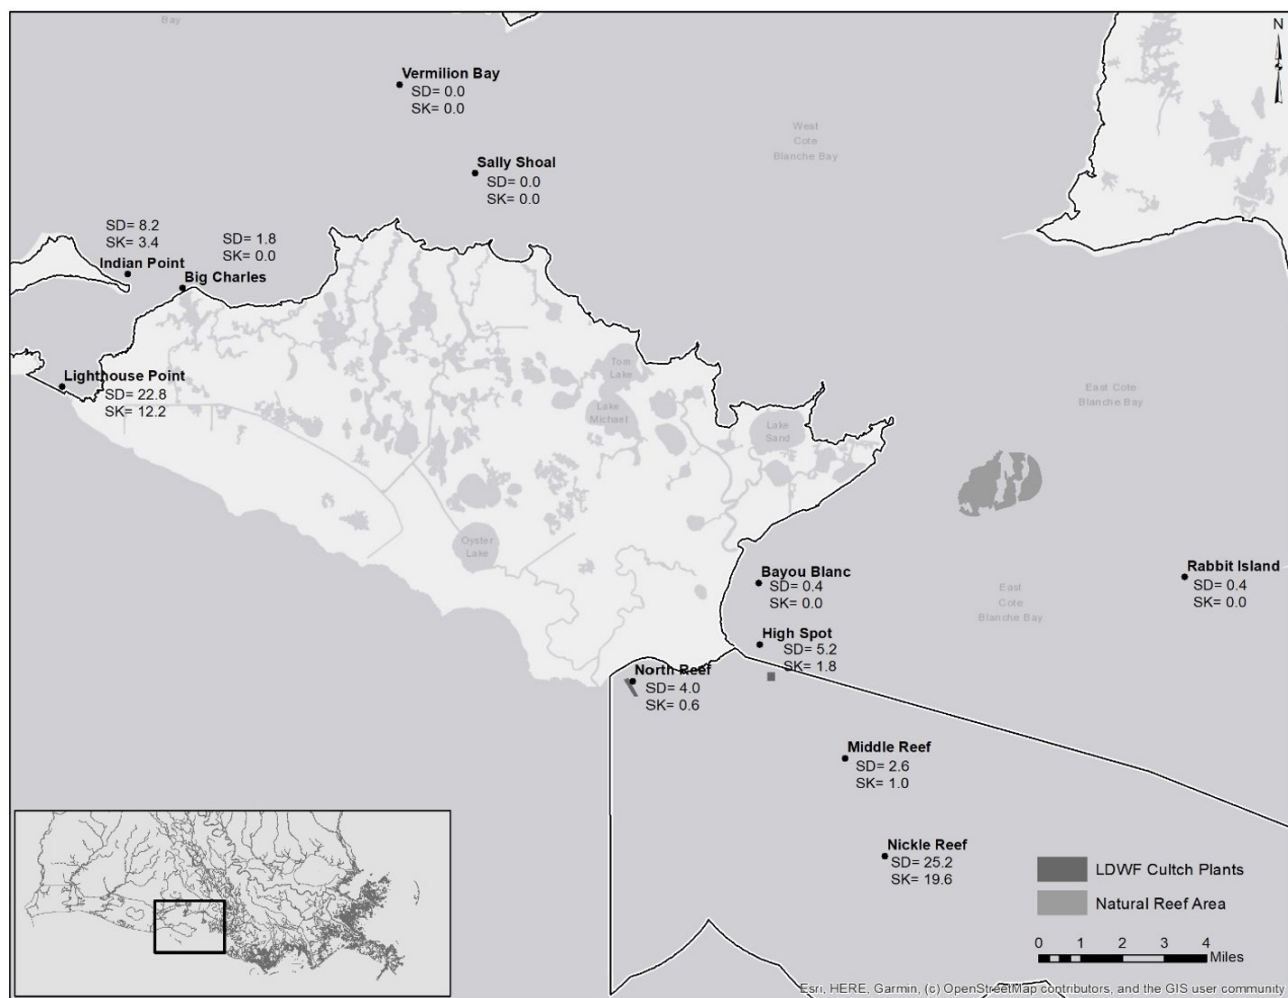 Bay
N
Vermilion Bay
SD= 0.0
SK= 0.0
West
Cote
Blanche Bay
Sally Shoal
SD= 0.0
SK= 0.0
SD= 8.2
SK= 3.4
Indian Point
SD= 1.8
SK= 0.0
Big Charles
Lighthouse Point
SD= 22.8
SK= 12.2
Tom
Lake
Lake
Michael
Lake
Sand
East Cote
Blanche Bay
Oyster
Lake
Bayou Blanc
SD= 0.4
SK= 0.0
Rabbit Island
SD= 0.4
SK= 0.0
East
Cote
Blanche Bay
High Spot
SD= 5.2
SK= 1.8
North Reef
SD= 4.0
SK= 0.6
Middle Reef
SD= 2.6
SK= 1.0
Nickle Reef
SD= 25.2
SK= 19.6
LDWF Cultch Plants
Natural Reef Area
0 1 2 3 4
Miles
Esri, HERE, Garmin, (c) OpenStreetMap contributors, and the GIS user community